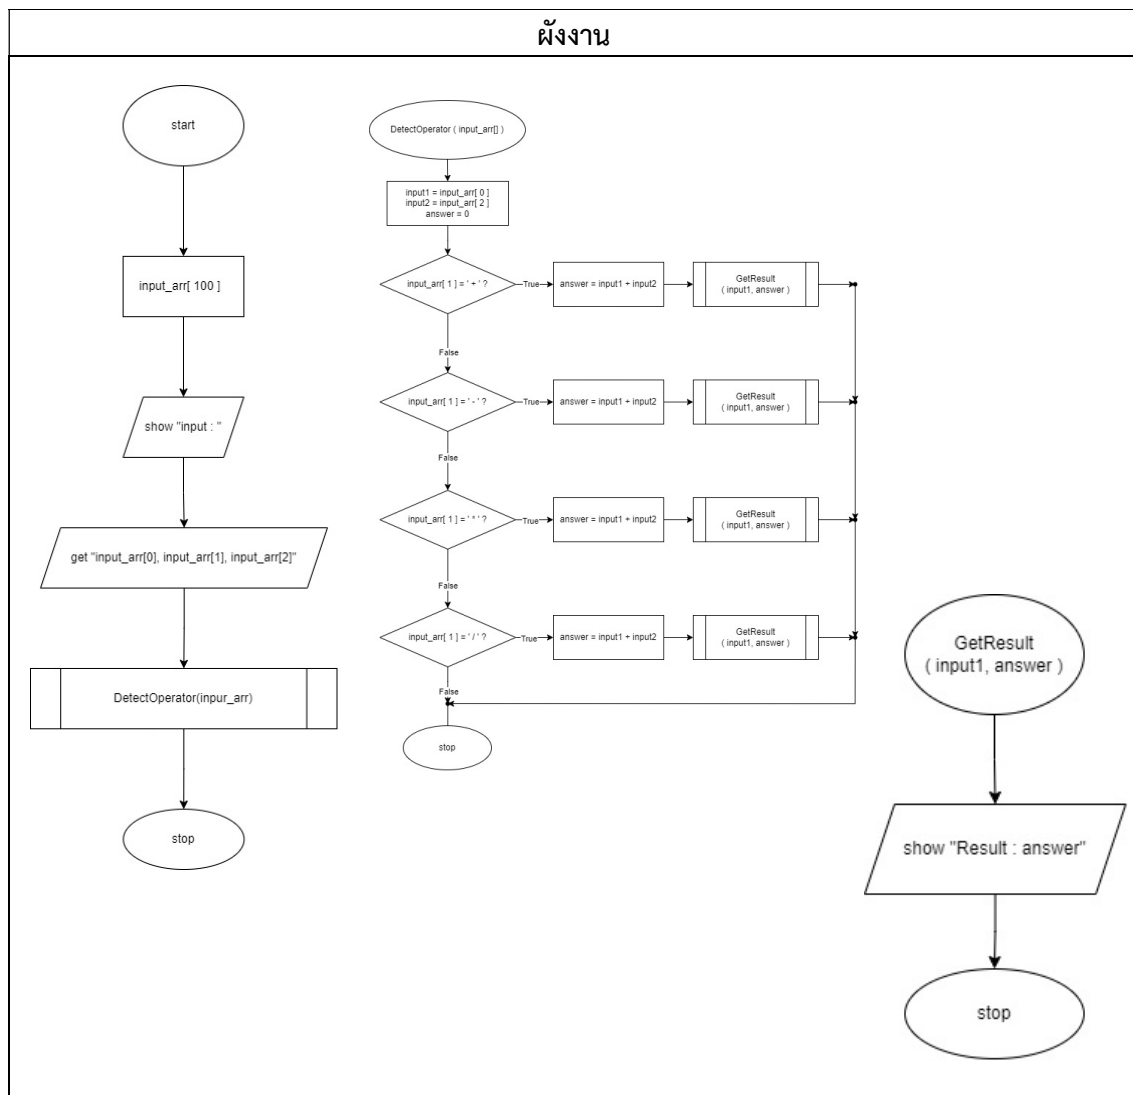 ผังงาน
start
input_arr[ 100 ]
show "input : "
get "input_arr[0], input_arr[1], input_arr[2]"
DetectOperator(inpur_arr)
stop
DetectOperator ( input_arr[] )
input1 = input_arr[ 0 ]
input2 = input_arr[ 2 ]
answer = 0
input_arr[ 1 ] = ' + ' ?
True
answer = input1 + input2
GetResult
( input1, answer )
False
input_arr[ 1 ] = ' - ' ?
True
answer = input1 + input2
GetResult
( input1, answer )
False
input_arr[ 1 ] = ' * ' ?
True
answer = input1 + input2
GetResult
( input1, answer )
False
input_arr[ 1 ] = ' / ' ?
True
answer = input1 + input2
GetResult
( input1, answer )
False
stop
GetResult
( input1, answer )
show "Result : answer"
stop